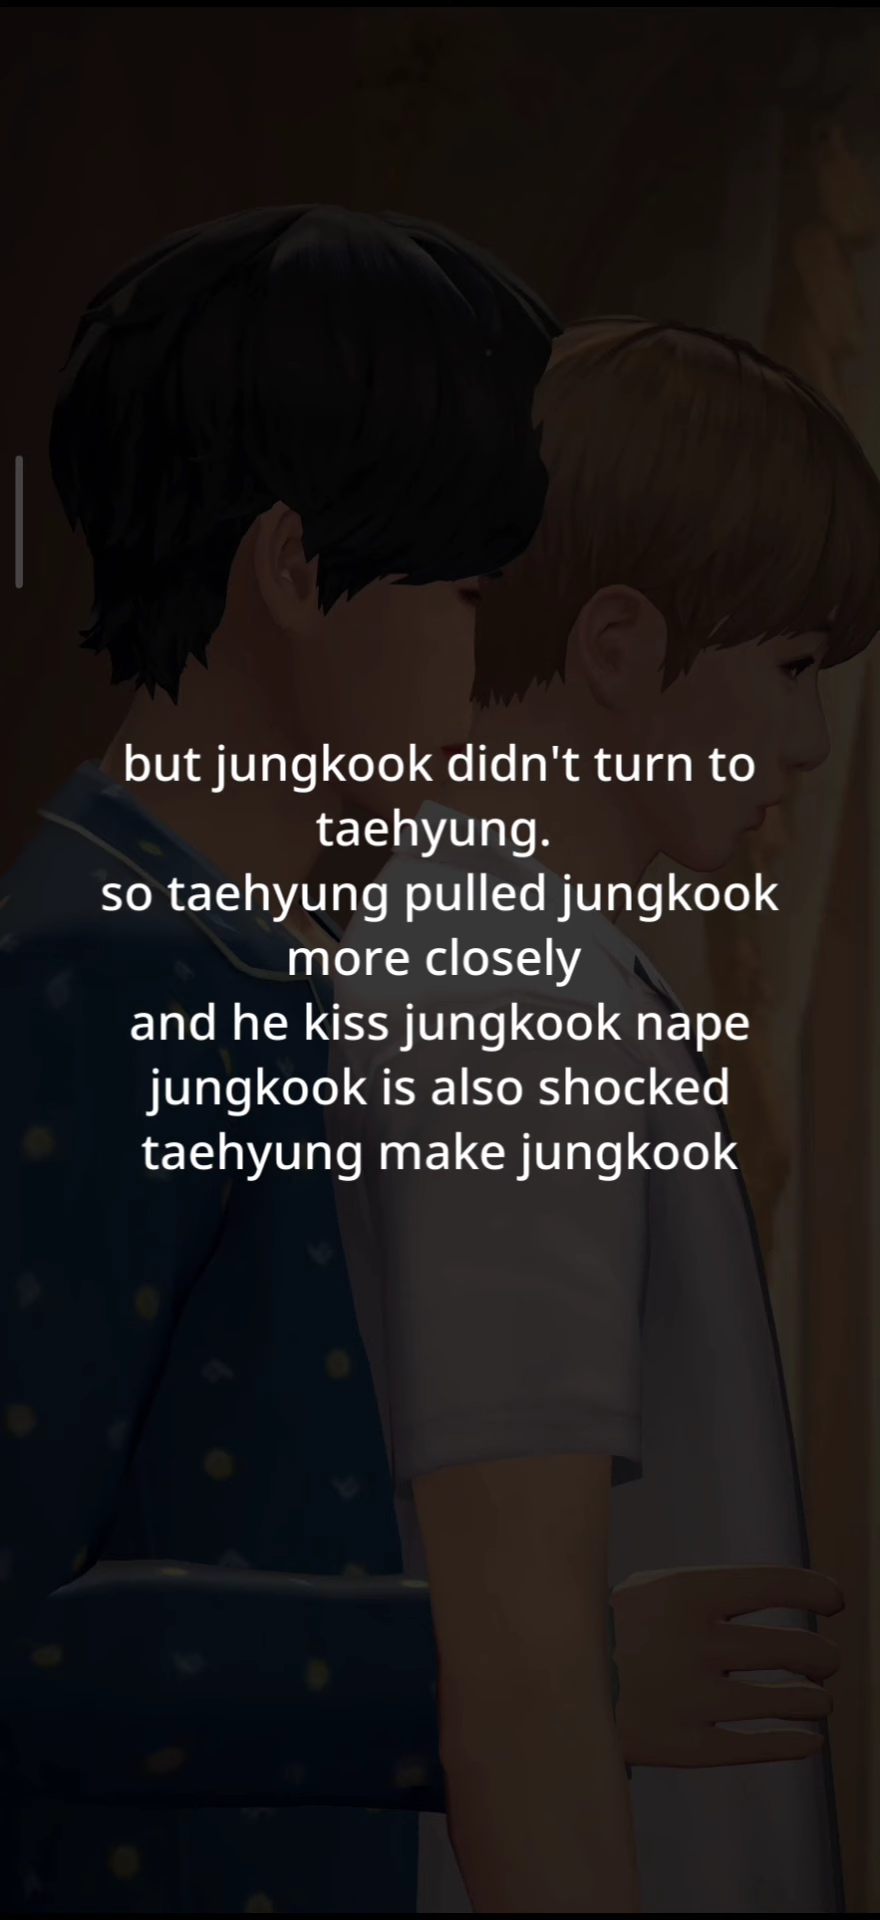 but jungkook didn't turn to
taehyung.
so taehyung pulled jungkook
more closely
and he kiss jungkook nape
jungkook is also shocked
taehyung make jungkook